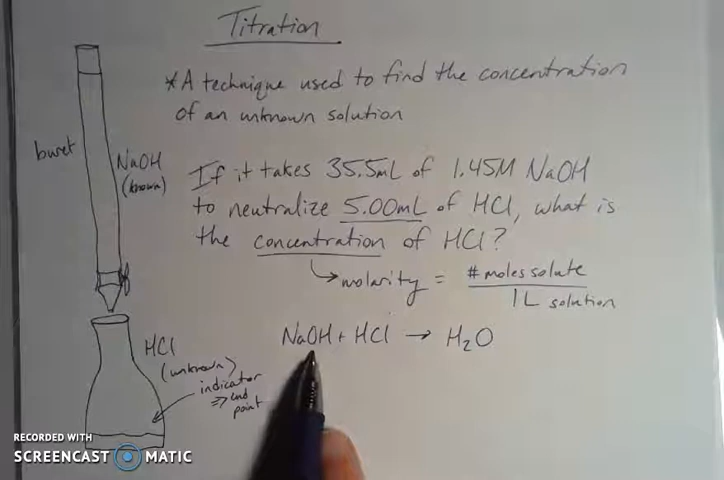 Titration
*A technique used to find the concentration
of an unknown solution
buret
NaOH
(known)
If it takes 35.5mL of 1.45M NaOH
to neutralize 5.00mL of HCl, what is
the concentration of HCl?
→ molarity = # moles solute
1L solution
NaOH + HCl → H₂O
HCl
(unknown)
indicator
⇒ end
point
RECORDED WITH
SCREENCAST MATIC